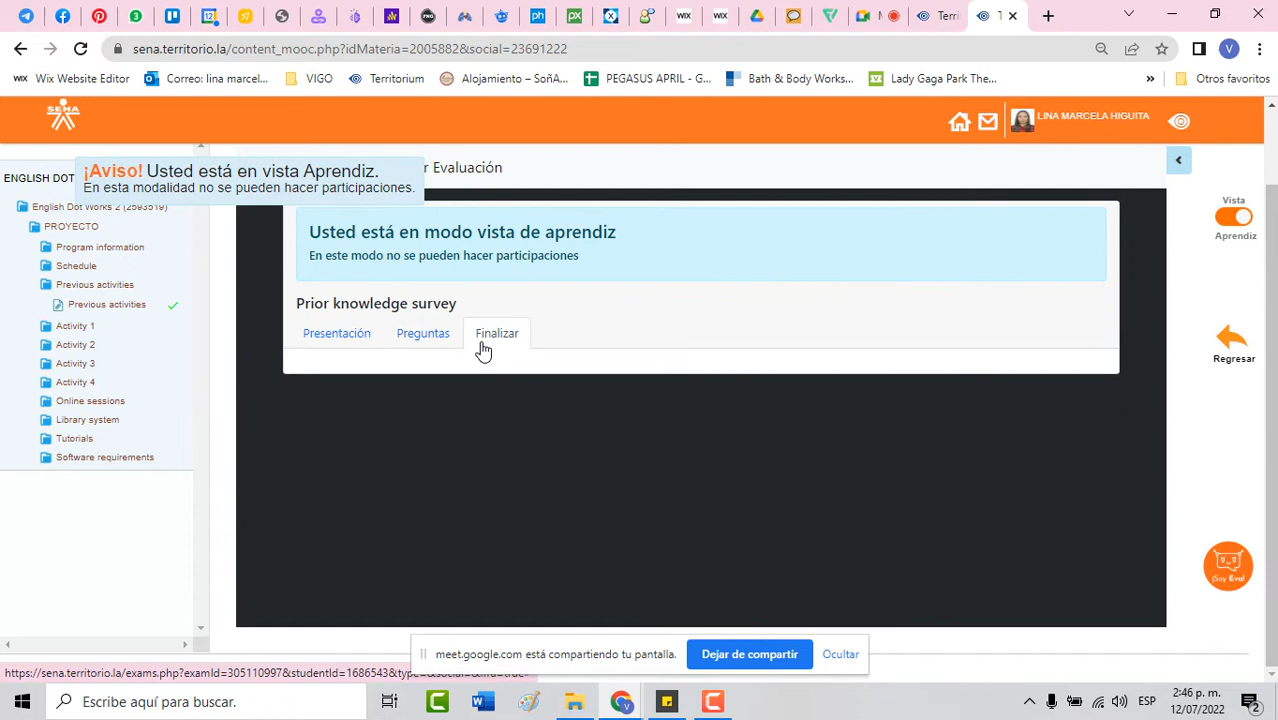 Terri
sena.territorio.la/content_mooc.php?idMateria=2005882&social=23691222
Wix Website Editor
Correo: lina marcel...
VIGO
Territorium
Alojamiento – SoñA...
PEGASUS APRIL - G...
Bath & Body Works...
Lady Gaga Park The...
Otros favoritos
SENA
LINA MARCELA HIGUITA
¡Aviso! Usted está en vista Aprendiz.
En esta modalidad no se pueden hacer participaciones.
r Evaluación
ENGLISH DOT
English Dot Works 2 (2593519)
PROYECTO
Program information
Schedule
Previous activities
Previous activities
Activity 1
Activity 2
Activity 3
Activity 4
Online sessions
Library system
Tutorials
Software requirements
Usted está en modo vista de aprendiz
En este modo no se pueden hacer participaciones
Prior knowledge survey
Presentación
Preguntas
Finalizar
Vista
Aprendiz
Regresar
¡Soy Eva!
meet.google.com está compartiendo tu pantalla.
Dejar de compartir
Ocultar
Escribe aquí para buscar.
ESP
2:46 p. m.
12/07/2022
2